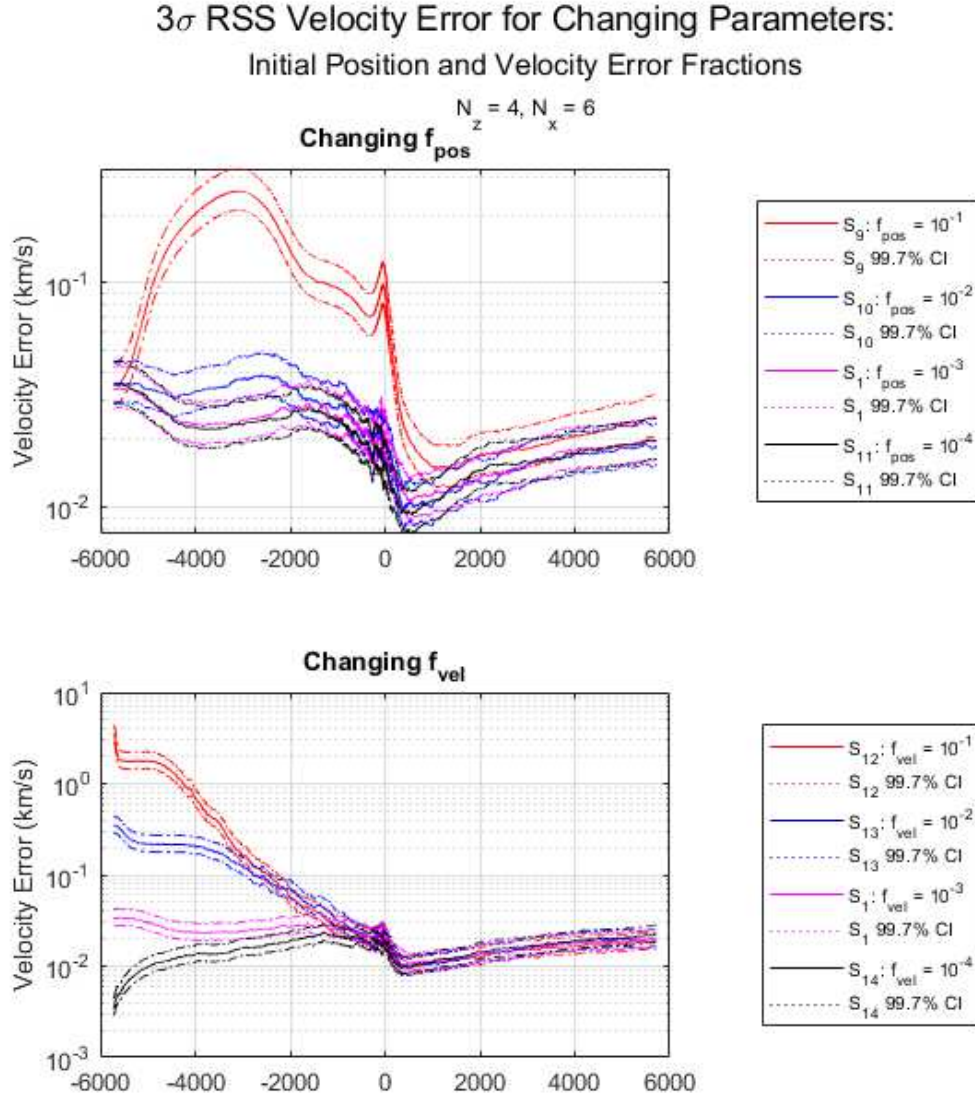 3σ RSS Velocity Error for Changing Parameters:
Initial Position and Velocity Error Fractions
N_z = 4, N_x = 6
Changing f_pos
Velocity Error (km/s)
10^-1
10^-2
-6000 -4000 -2000 0 2000 4000 6000
S_9: f_pos = 10^-1
S_9 99.7% CI
S_10: f_pos = 10^-2
S_10 99.7% CI
S_1: f_pos = 10^-3
S_1 99.7% CI
S_11: f_pos = 10^-4
S_11 99.7% CI
Changing f_vel
Velocity Error (km/s)
10^1
10^0
10^-1
10^-2
10^-3
-6000 -4000 -2000 0 2000 4000 6000
S_12: f_vel = 10^-1
S_12 99.7% CI
S_13: f_vel = 10^-2
S_13 99.7% CI
S_1: f_vel = 10^-3
S_1 99.7% CI
S_14: f_vel = 10^-4
S_14 99.7% CI